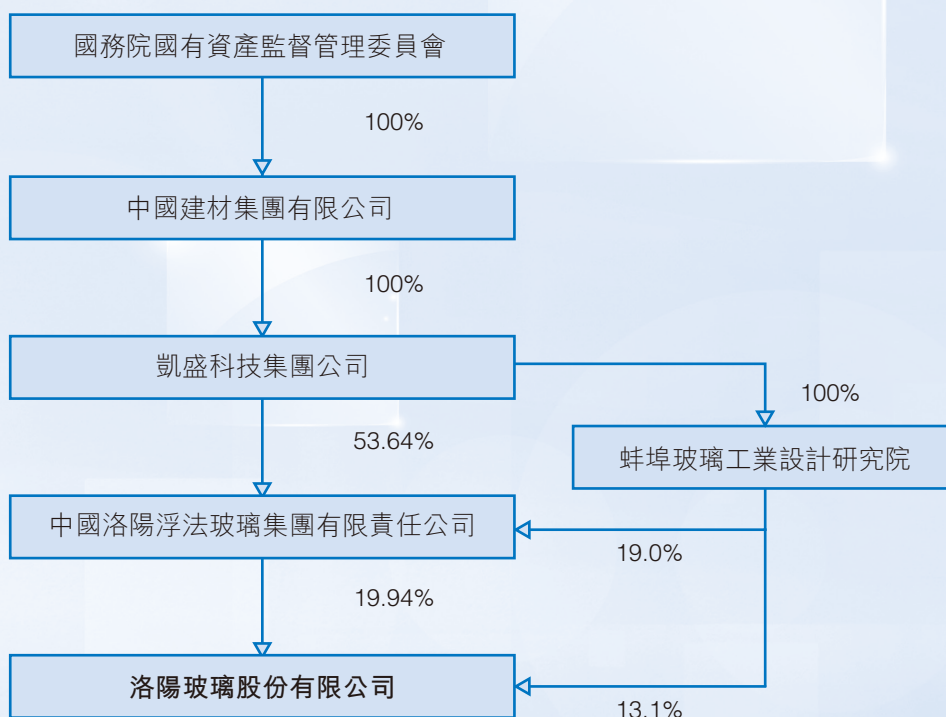 國務院國有資產監督管理委員會
100%
中國建材集團有限公司
100%
凱盛科技集團公司
100%
53.64%
蚌埠玻璃工業設計研究院
中國洛陽浮法玻璃集團有限責任公司
19.0%
19.94%
洛陽玻璃股份有限公司
13.1%